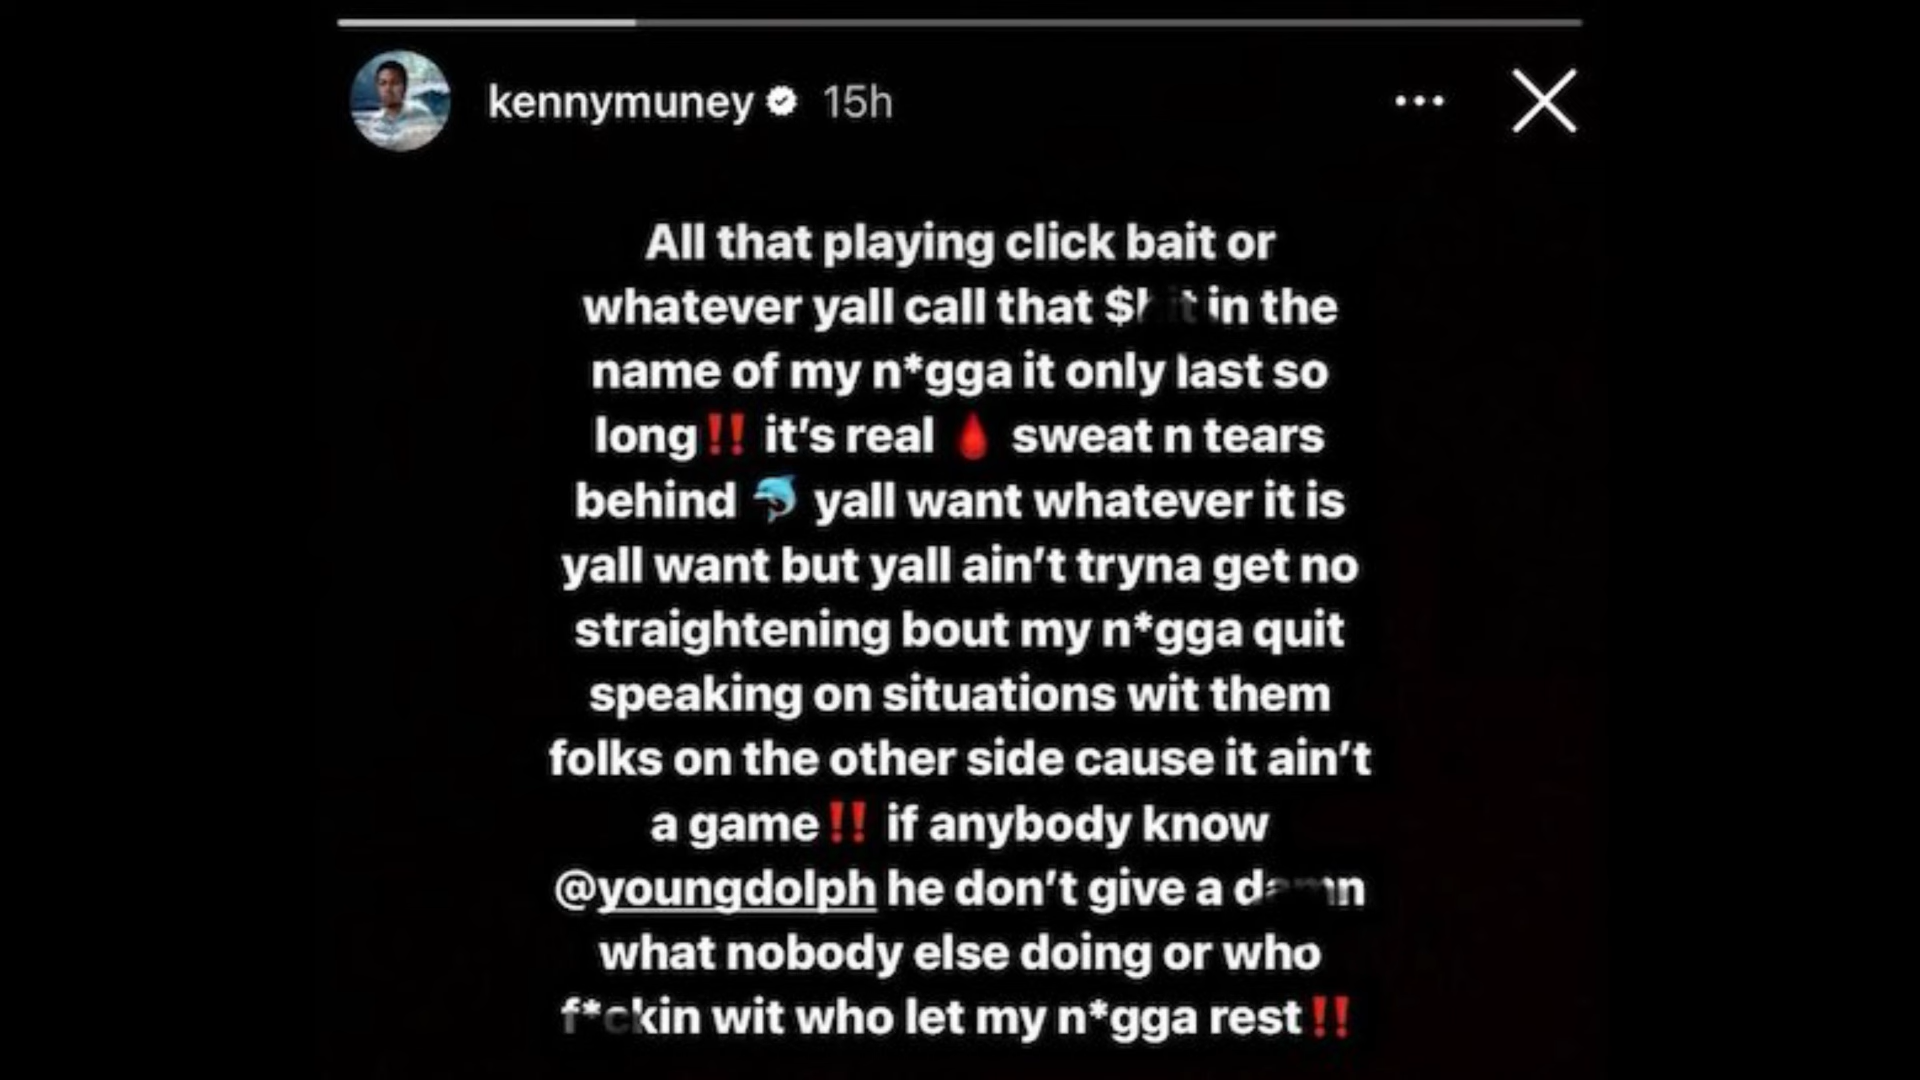 kennymuney 15h
All that playing click bait or
whatever yall call that $hit in the
name of my n*gga it only last so
long‼️ it’s real 🩸 sweat n tears
behind 🐬 yall want whatever it is
yall want but yall ain’t tryna get no
straightening bout my n*gga quit
speaking on situations wit them
folks on the other side cause it ain’t
a game‼️ if anybody know
@youngdolph he don’t give a damn
what nobody else doing or who
f*ckin wit who let my n*gga rest‼️